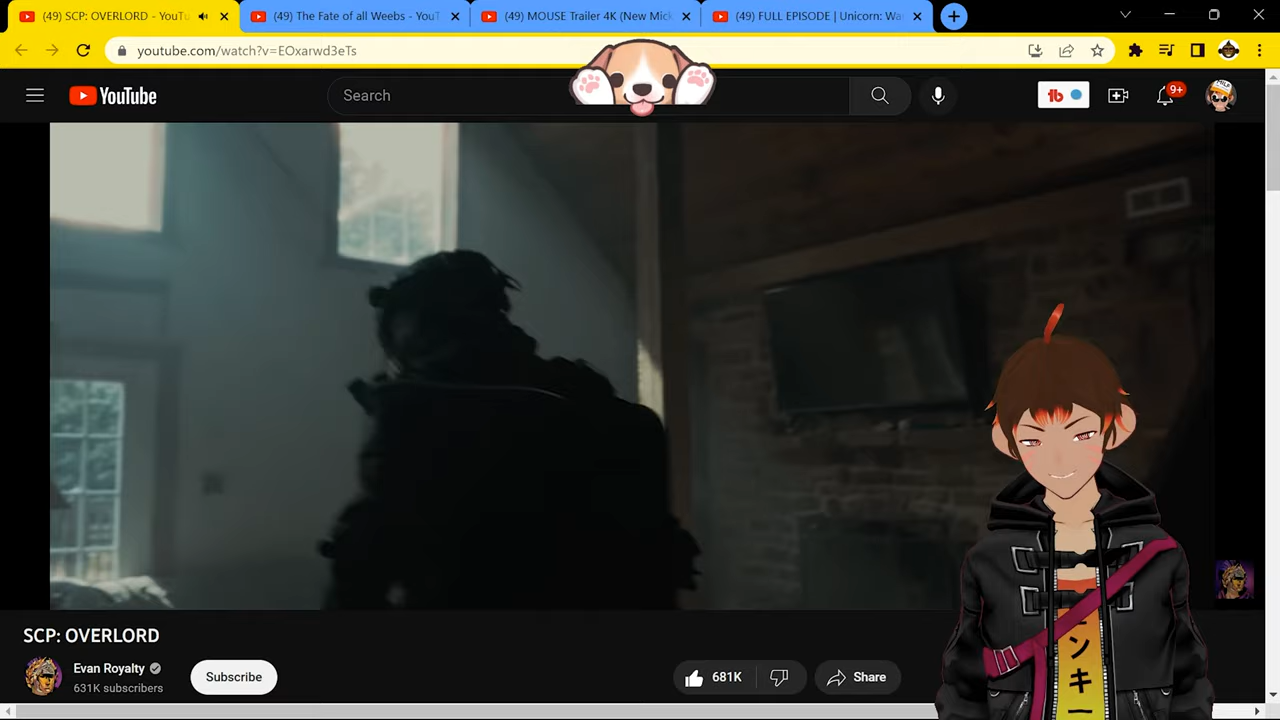 (49) SCP: OVERLORD - YouTu
(49) The Fate of all Weebs - YouT
(49) MOUSE Trailer 4K (New Mick
(49) FULL EPISODE | Unicorn: Wa
youtube.com/watch?v=EOxarwd3eTs
YouTube
Search
9+
SCP: OVERLORD
Evan Royalty
631K subscribers
Subscribe
681K
Share
ンキー